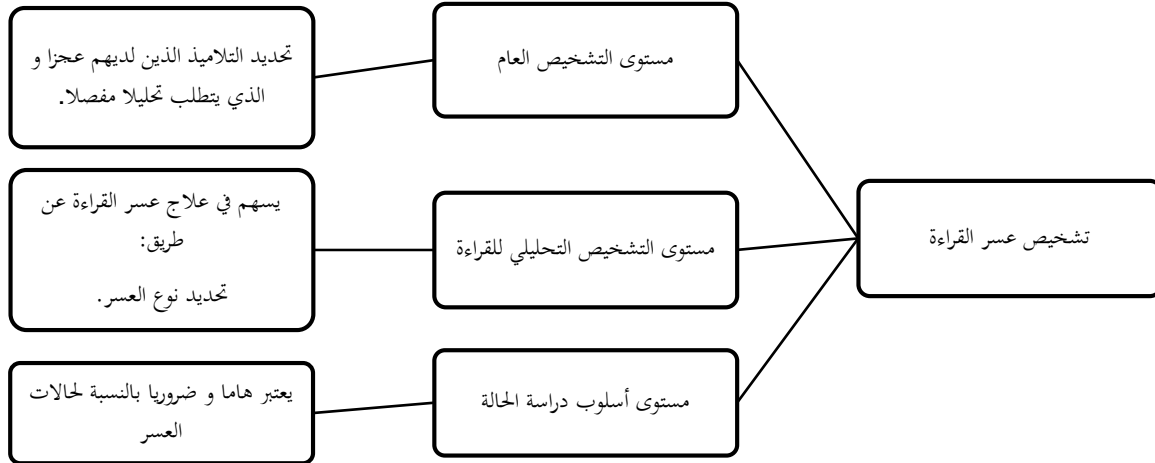 تشخيص عسر القراءة
مستوى التشخيص العام
تحديد التلاميذ الذين لديهم عجزا و
الذي يتطلب تحليلا مفصلا.
مستوى التشخيص التحليلي للقراءة
يسهم في علاج عسر القراءة عن
طريق:
تحديد نوع العسر.
مستوى أسلوب دراسة الحالة
يعتبر هاما و ضروريا بالنسبة لحالات
العسر